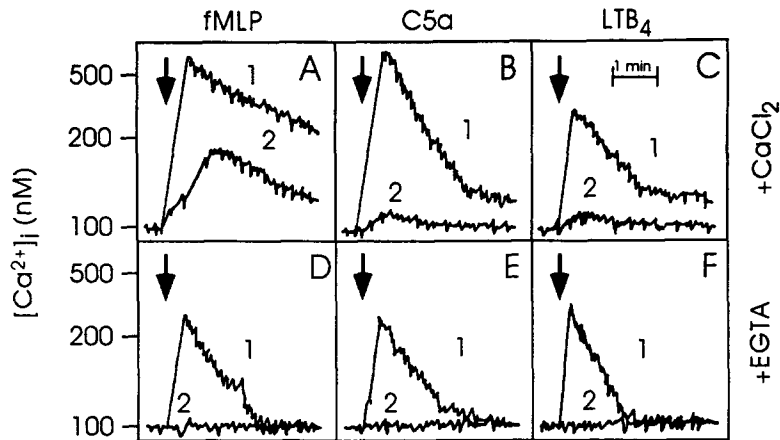 fMLP C5a LTB₄
A B C
1 1 1 min
500
2 1
200
2 2
100
+CaCl₂
[Ca²⁺]ᵢ (nM)
D E F
500
1 1 1
200
2 2 2
100
+EGTA